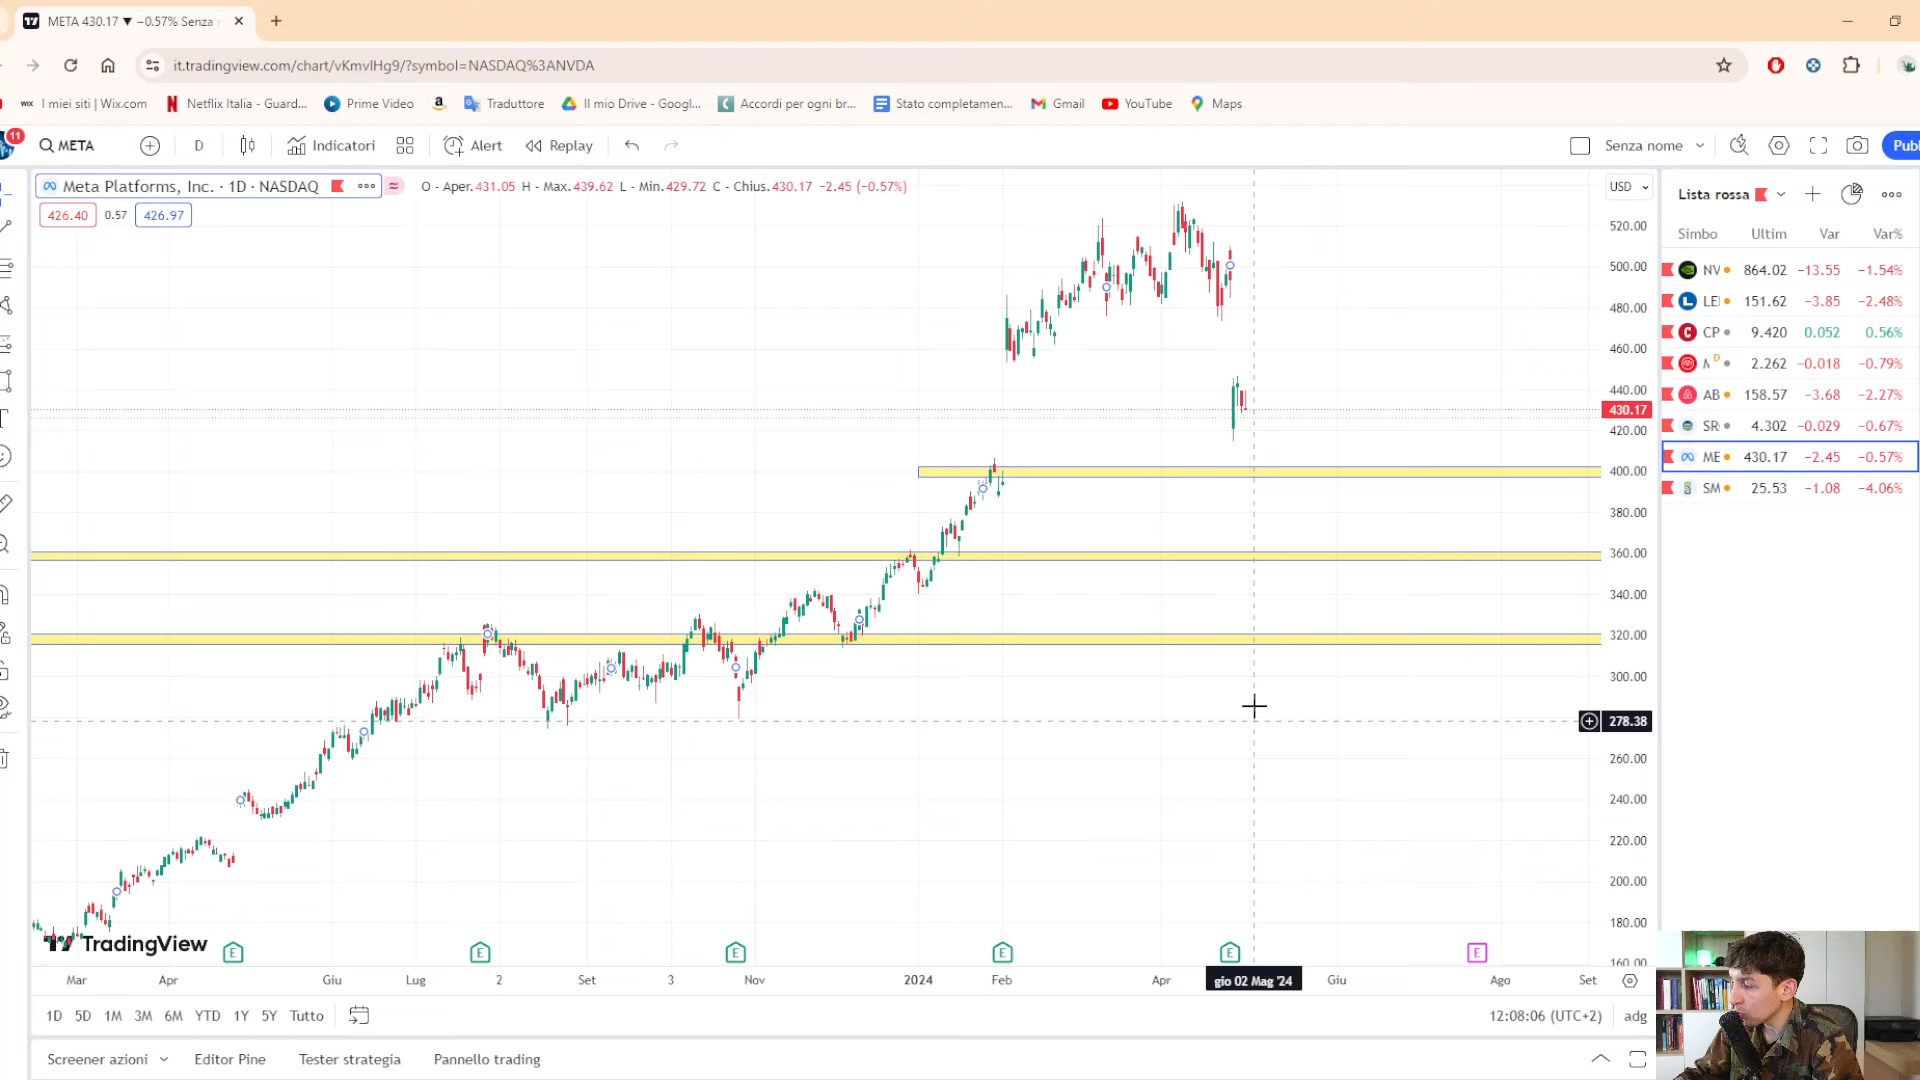 META 430.17 ▼ −0.57% Senza
it.tradingview.com/chart/vKmvlHg9/?symbol=NASDAQ%3ANVDA
I miei siti | Wix.com
Netflix Italia - Guard...
Prime Video
Traduttore
Il mio Drive - Googl...
Accordi per ogni br...
Stato completamen...
Gmail
YouTube
Maps
11
META
D
Indicatori
Alert
Replay
Senza nome
Publ
Meta Platforms, Inc. · 1D · NASDAQ
O - Aper.431.05 H - Max.439.62 L - Min.429.72 C - Chius.430.17 −2.45 (−0.57%)
426.40 0.57 426.97
USD
520.00
500.00
480.00
460.00
440.00
430.17
420.00
400.00
380.00
360.00
340.00
320.00
300.00
278.38
260.00
240.00
220.00
200.00
180.00
160.00
Lista rossa
Simbo Ultim Var Var%
NV 864.02 −13.55 −1.54%
LE 151.62 −3.85 −2.48%
CP 9.420 0.052 0.56%
D 2.262 −0.018 −0.79%
AB 158.57 −3.68 −2.27%
SR 4.302 −0.029 −0.67%
ME 430.17 −2.45 −0.57%
SM 25.53 −1.08 −4.06%
TradingView
E E E E E E
Mar Apr Giu Lug 2 Set 3 Nov 2024 Feb Apr gio 02 Mag '24 Giu Ago Set
1D 5D 1M 3M 6M YTD 1Y 5Y Tutto
12:08:06 (UTC+2) adg
Screener azioni Editor Pine Tester strategia Pannello trading